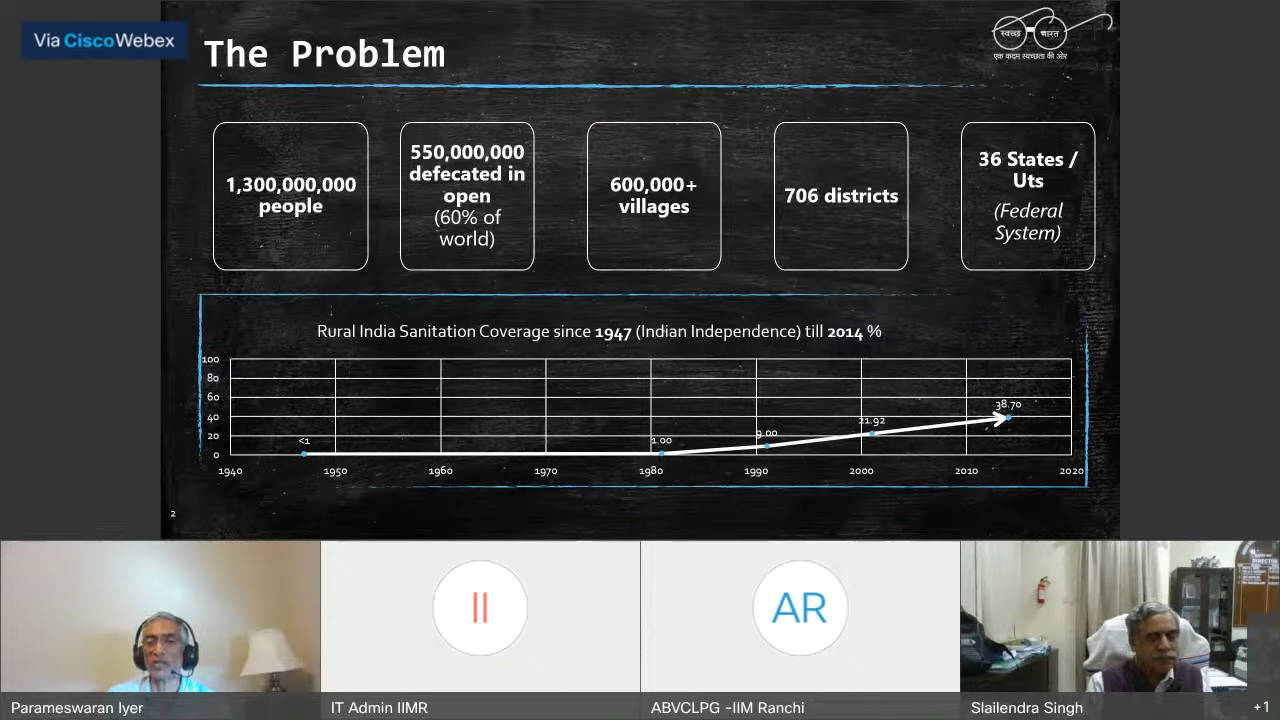 Via Cisco Webex
The Problem
स्वच्छ भारत
एक कदम स्वच्छता की ओर
1,300,000,000
people
550,000,000
defecated in
open
(60% of
world)
600,000+
villages
706 districts
36 States /
Uts
(Federal
System)
Rural India Sanitation Coverage since 1947 (Indian Independence) till 2014 %
100
80
60
40
20
0
<1
1.00
9.00
21.92
38.70
1940 1950 1960 1970 1980 1990 2000 2010 2020
2
II
AR
Parameswaran Iyer
IT Admin IIMR
ABVCLPG -IIM Ranchi
Slailendra Singh
+1